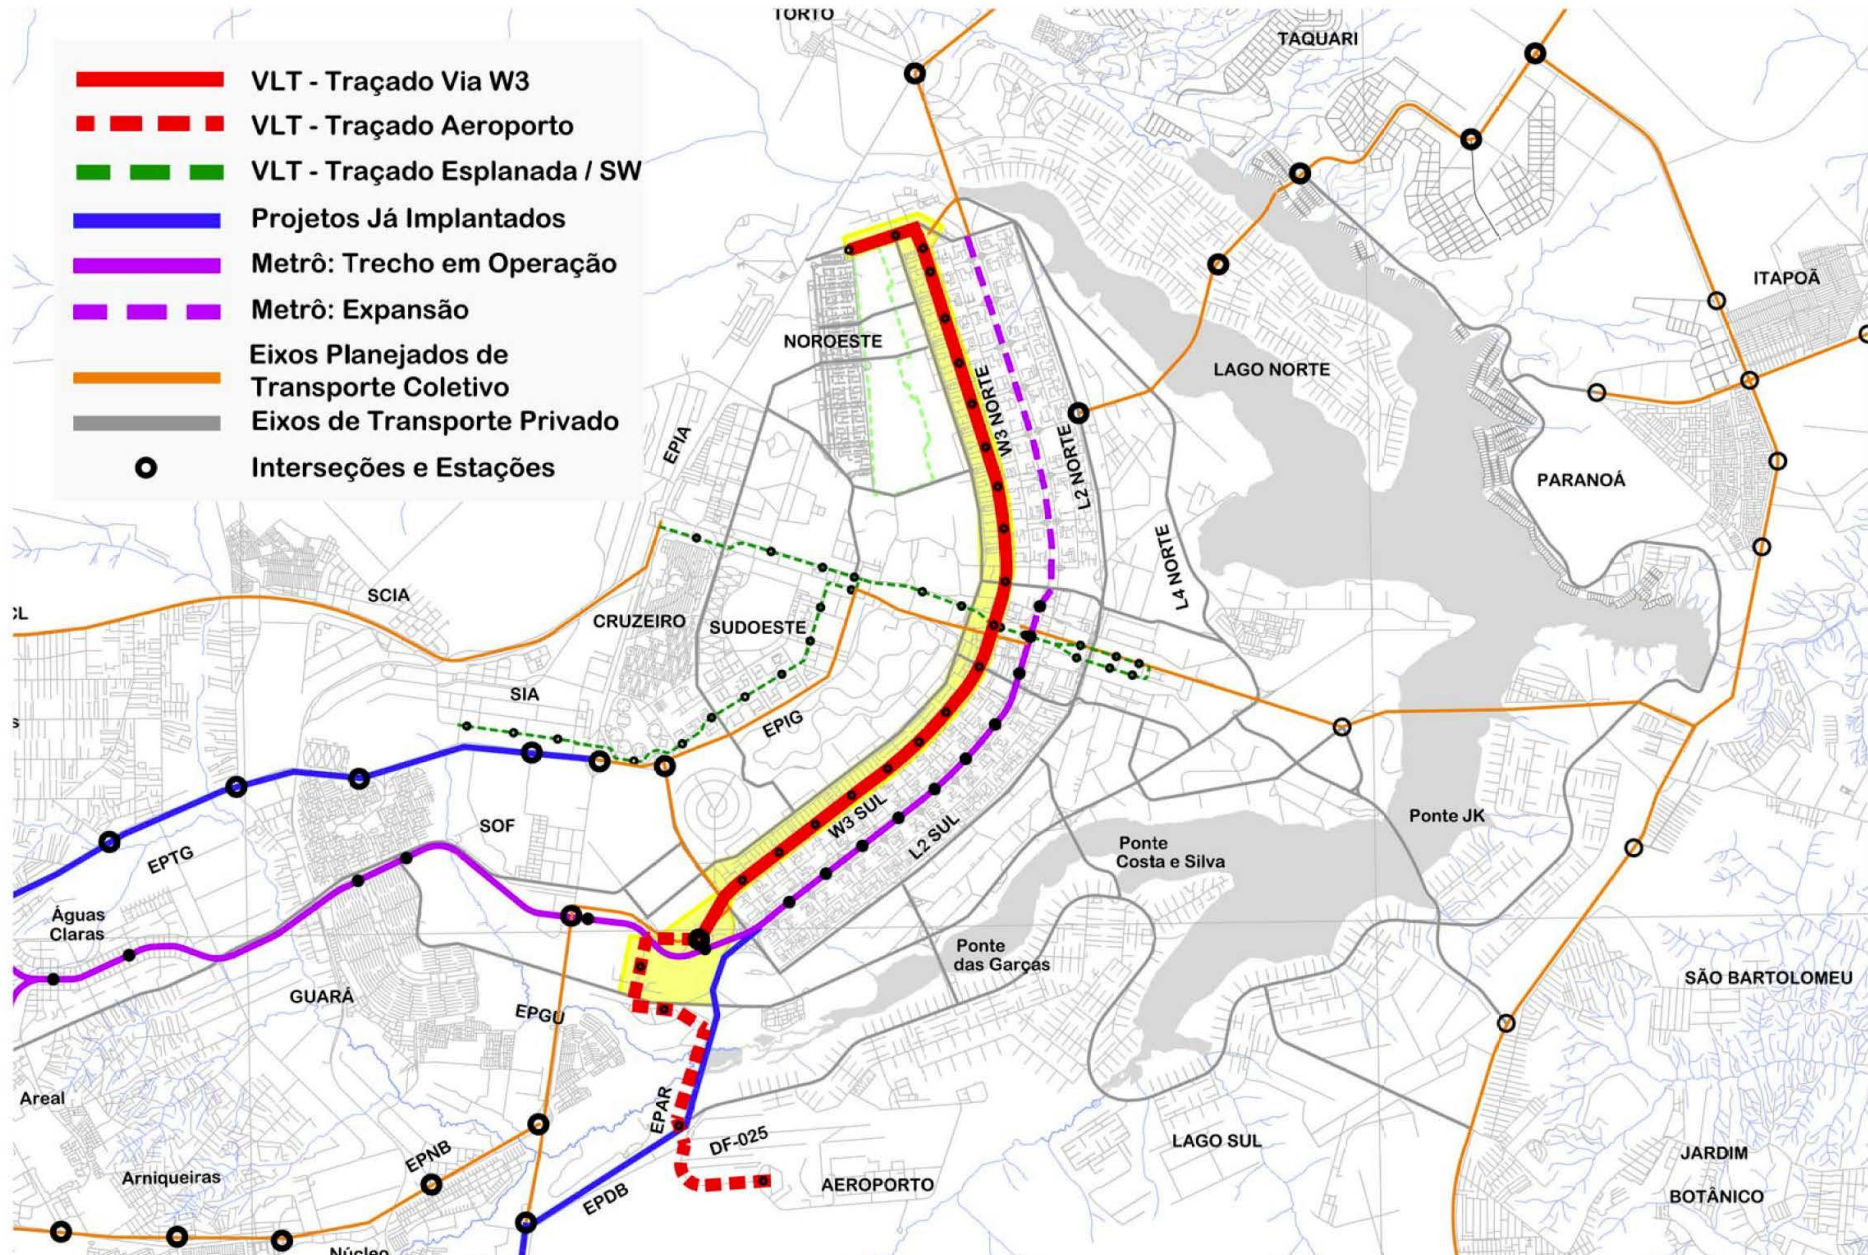 VLT - Traçado Via W3
VLT - Traçado Aeroporto
VLT - Traçado Esplanada / SW
Projetos Já Implantados
Metrô: Trecho em Operação
Metrô: Expansão
Eixos Planejados de
Transporte Coletivo
Eixos de Transporte Privado
Interseções e Estações
TORTO
TAQUARI
ITAPOÃ
NOROESTE
LAGO NORTE
W3 NORTE
L2 NORTE
EPIA
PARANOÁ
L4 NORTE
SCIA
CL
CRUZEIRO
SUDOESTE
SIA
S
EPIG
Ponte JK
W3 SUL
L2 SUL
SOF
EPTG
Ponte
Costa e Silva
Águas
Claras
Ponte
das Garças
GUARÁ
EPGU
SÃO BARTOLOMEU
Areal
EPAR
DF-025
LAGO SUL
EPNB
JARDIM
BOTÂNICO
Arniqueiras
AEROPORTO
EPDB
Núcleo